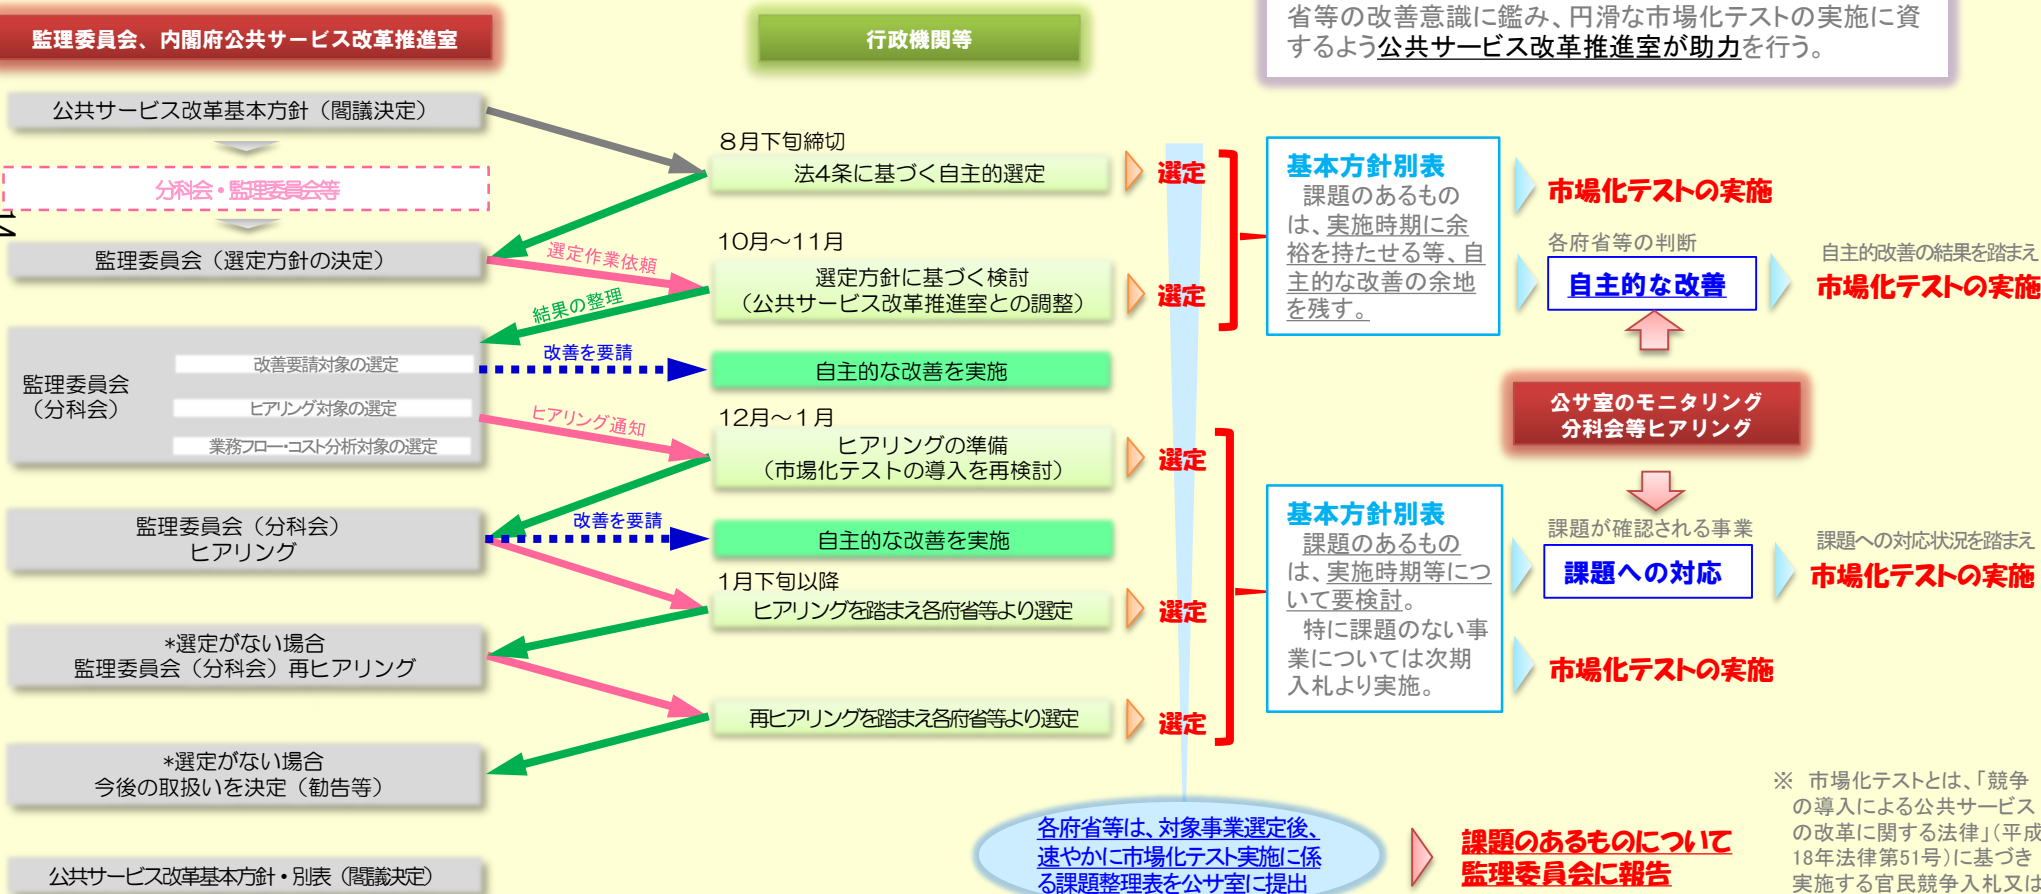 省等の改善意識に鑑み、円滑な市場化テストの実施に資
するよう公共サービス改革推進室が助力を行う。
監理委員会、内閣府公共サービス改革推進室
行政機関等
公共サービス改革基本方針（閣議決定）
分科会・監理委員会等
監理委員会（選定方針の決定）
監理委員会
（分科会）
改善要請対象の選定
ヒアリング対象の選定
業務フロー・コスト分析対象の選定
監理委員会（分科会）
ヒアリング
*選定がない場合
監理委員会（分科会）再ヒアリング
*選定がない場合
今後の取扱いを決定（勧告等）
公共サービス改革基本方針・別表（閣議決定）
選定作業依頼
結果の整理
改善を要請
ヒアリング通知
改善を要請
８月下旬締切
法4条に基づく自主的選定
10月～11月
選定方針に基づく検討
（公共サービス改革推進室との調整）
自主的な改善を実施
12月～１月
ヒアリングの準備
（市場化テストの導入を再検討）
自主的な改善を実施
１月下旬以降
ヒアリングを踏まえ各府省等より選定
再ヒアリングを踏まえ各府省等より選定
選定
選定
選定
選定
選定
基本方針別表
課題のあるもの
は、実施時期に余
裕を持たせる等、自
主的な改善の余地
を残す。
市場化テストの実施
各府省等の判断
自主的な改善
自主的改善の結果を踏まえ
市場化テストの実施
公サ室のモニタリング
分科会等ヒアリング
基本方針別表
課題のあるもの
は、実施時期等につ
いて要検討。
特に課題のない事
業については次期
入札より実施。
課題が確認される事業
課題への対応
課題への対応状況を踏まえ
市場化テストの実施
市場化テストの実施
各府省等は、対象事業選定後、
速やかに市場化テスト実施に係
る課題整理表を公サ室に提出
課題のあるものについて
監理委員会に報告
※ 市場化テストとは、「競争
の導入による公共サービス
の改革に関する法律」（平成
18年法律第51号）に基づき
実施する官民競争入札又は